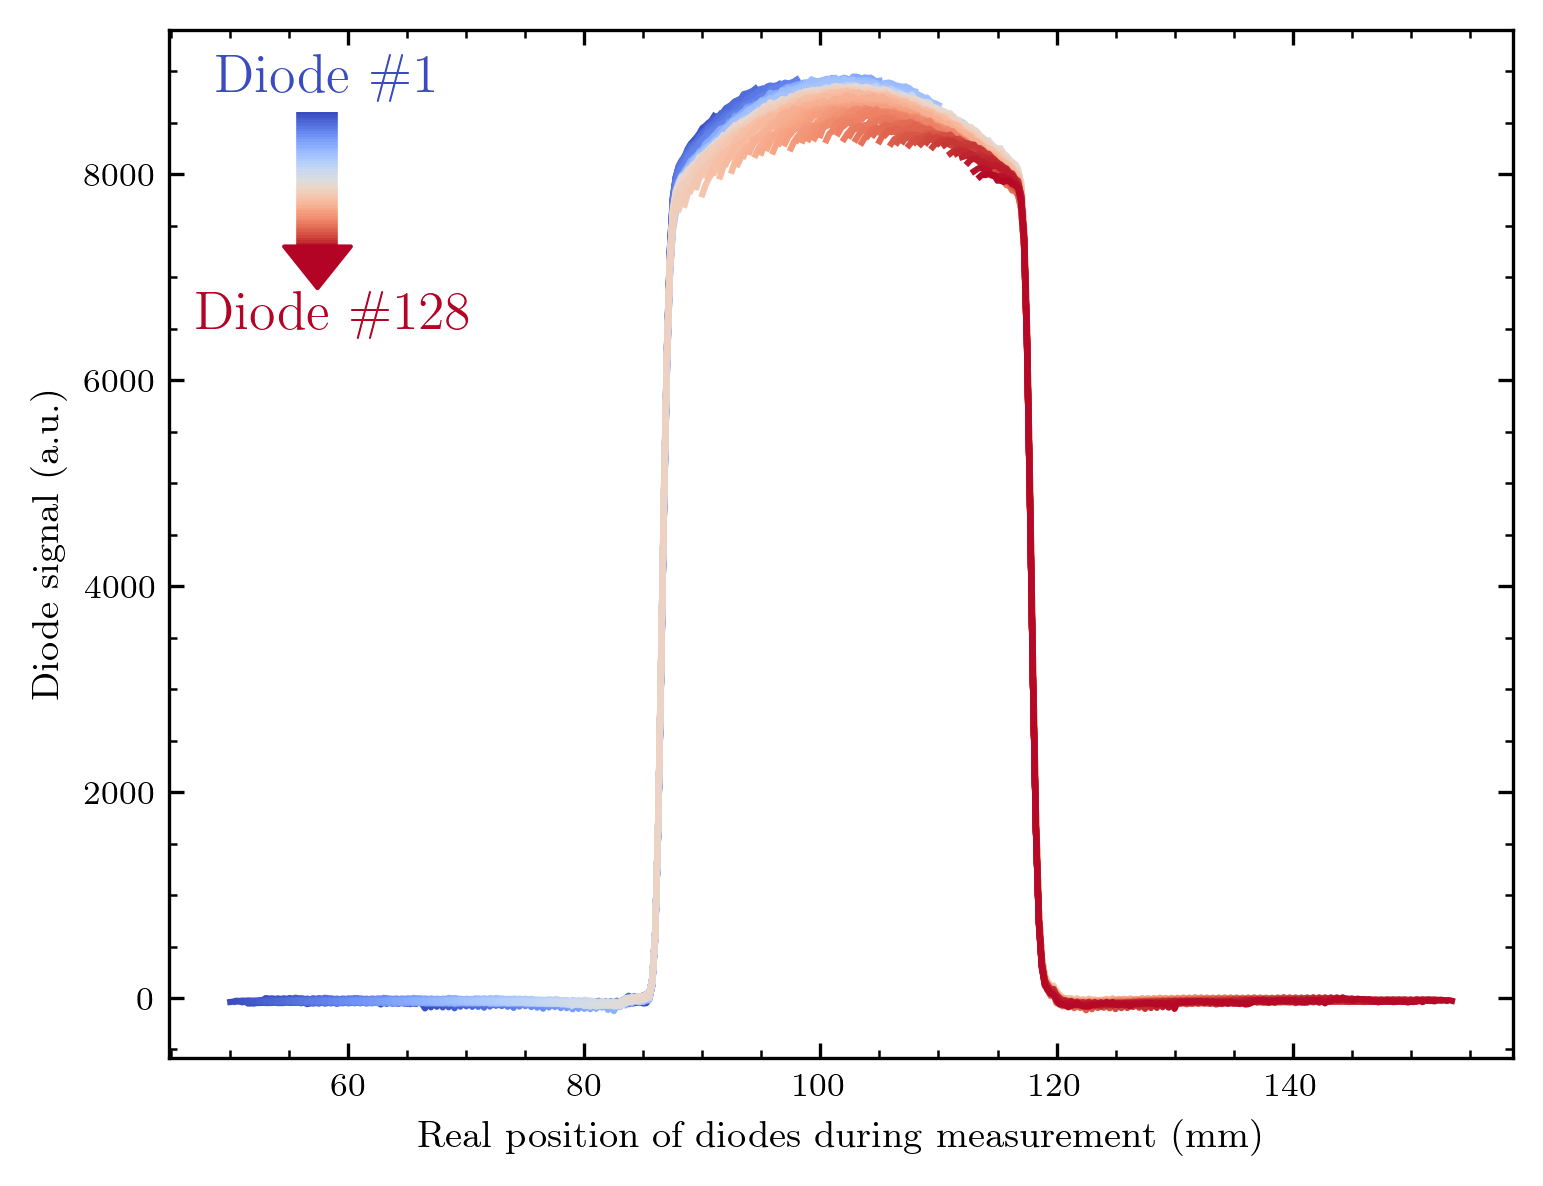 Diode #1
Diode #128
8000
6000
4000
2000
0
60 80 100 120 140
Diode signal (a.u.)
Real position of diodes during measurement (mm)